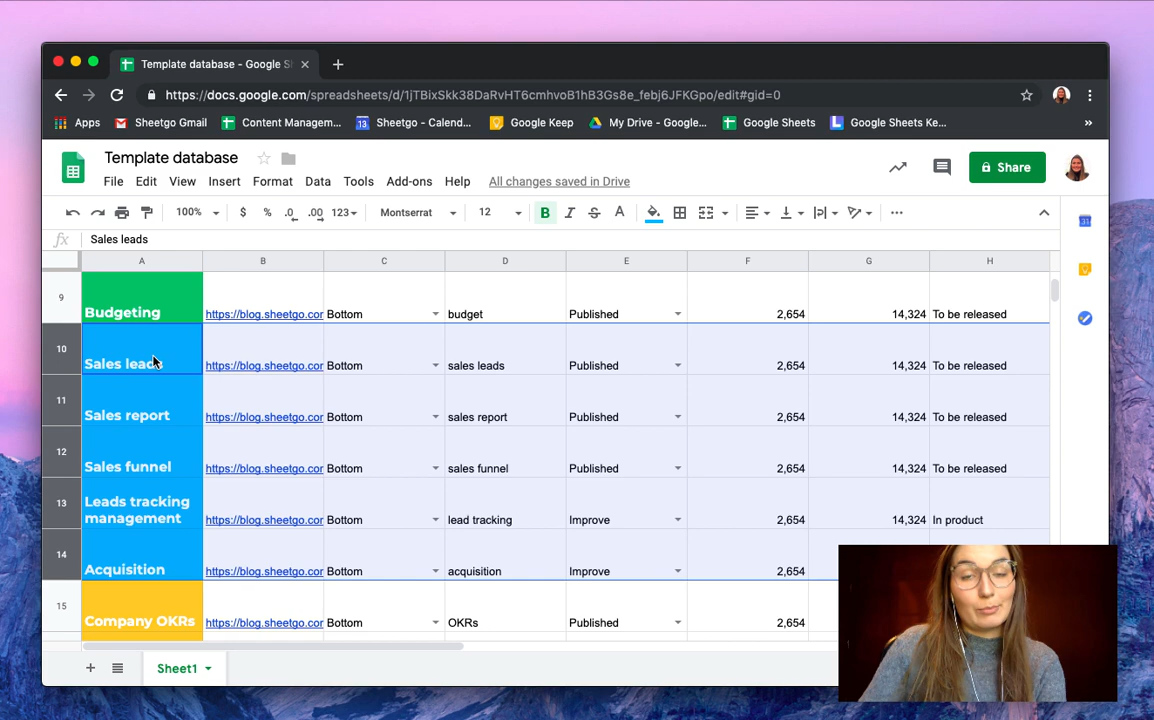 Template database - Google S
https://docs.google.com/spreadsheets/d/1jTBixSkk38DaRvHT6cmhvoB1hB3Gs8e_febj6JFKGpo/edit#gid=0
Apps Sheetgo Gmail Content Managem... 13 Sheetgo - Calend... Google Keep My Drive - Google... Google Sheets Google Sheets Ke... »
Template database
File Edit View Insert Format Data Tools Add-ons Help All changes saved in Drive
Share
100% $ % .0 .00 123 Montserrat 12 B I S A
31
fx Sales leads
A B C D E F G H
9 Budgeting https://blog.sheetgo.cor Bottom budget Published 2,654 14,324 To be released
10 Sales leads https://blog.sheetgo.cor Bottom sales leads Published 2,654 14,324 To be released
11 Sales report https://blog.sheetgo.cor Bottom sales report Published 2,654 14,324 To be released
12 Sales funnel https://blog.sheetgo.cor Bottom sales funnel Published 2,654 14,324 To be released
13 Leads tracking
management https://blog.sheetgo.cor Bottom lead tracking Improve 2,654 14,324 In product
14 Acquisition https://blog.sheetgo.cor Bottom acquisition Improve 2,654
15 Company OKRs https://blog.sheetgo.cor Bottom OKRs Published 2,654
Sheet1